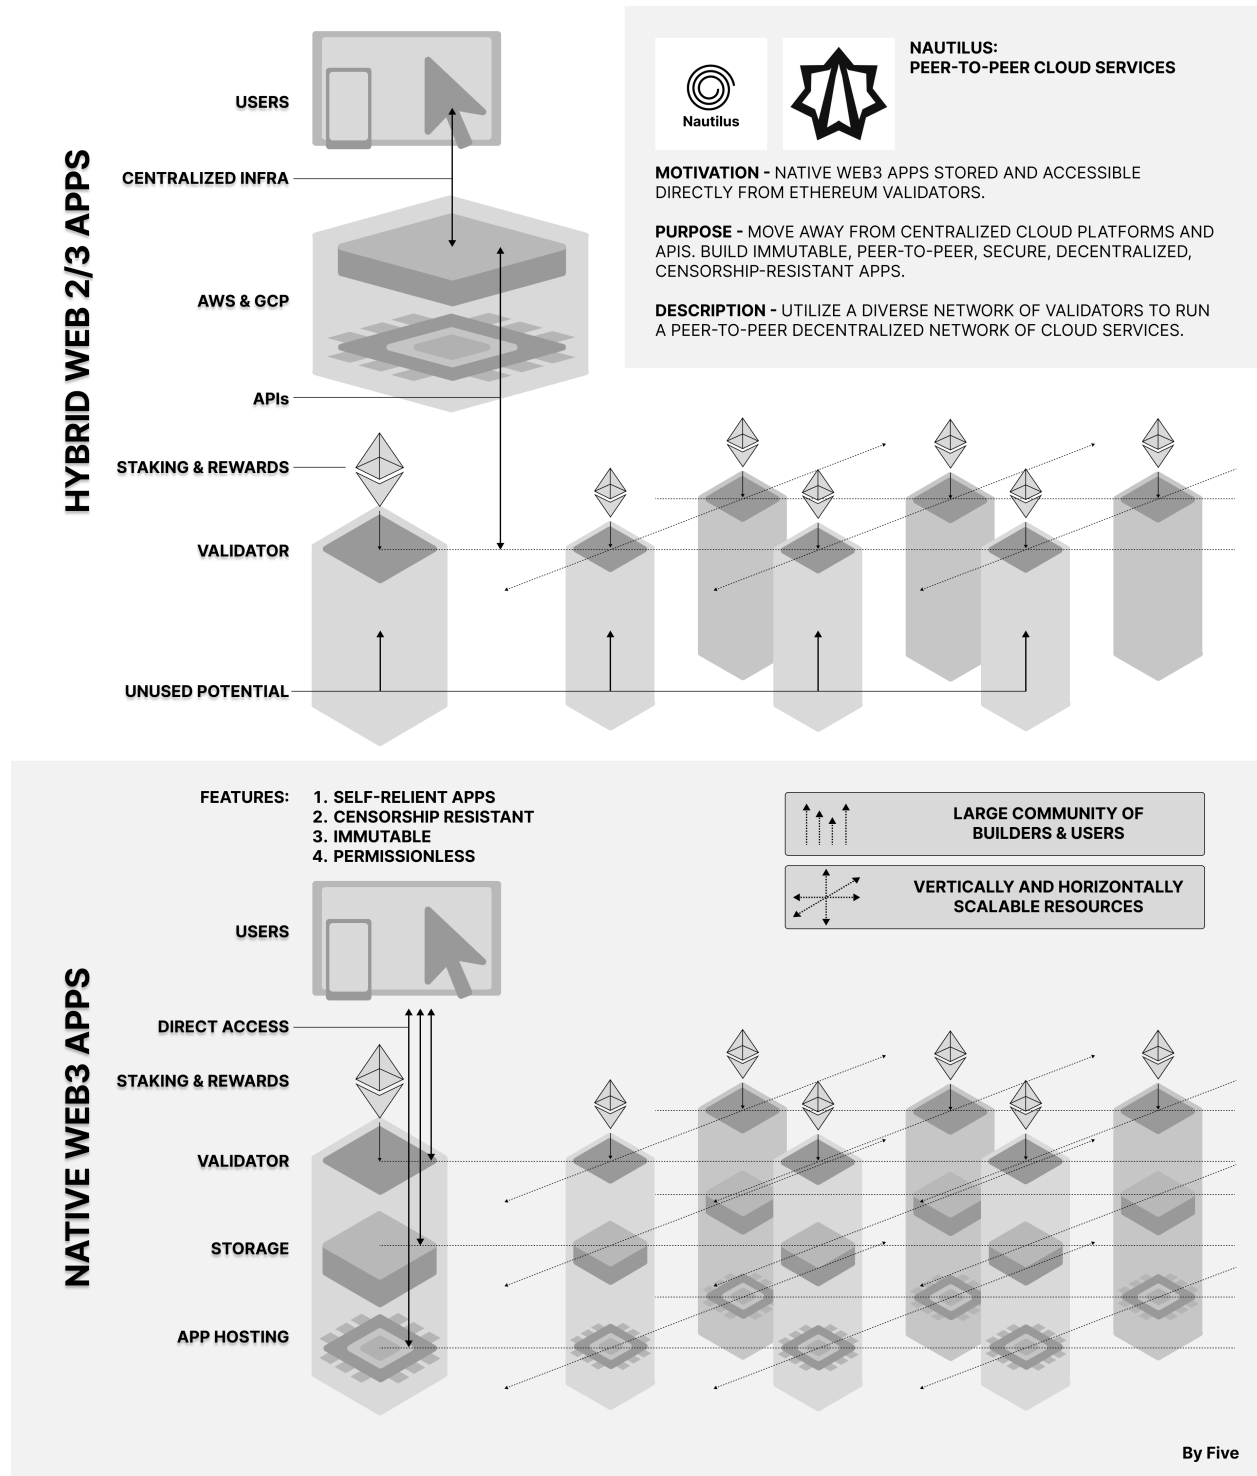 HYBRID WEB 2/3 APPS
USERS
CENTRALIZED INFRA
AWS & GCP
APIs
STAKING & REWARDS
VALIDATOR
UNUSED POTENTIAL
Nautilus
NAUTILUS:
PEER-TO-PEER CLOUD SERVICES
MOTIVATION - NATIVE WEB3 APPS STORED AND ACCESSIBLE
DIRECTLY FROM ETHEREUM VALIDATORS.
PURPOSE - MOVE AWAY FROM CENTRALIZED CLOUD PLATFORMS AND
APIS. BUILD IMMUTABLE, PEER-TO-PEER, SECURE, DECENTRALIZED,
CENSORSHIP-RESISTANT APPS.
DESCRIPTION - UTILIZE A DIVERSE NETWORK OF VALIDATORS TO RUN
A PEER-TO-PEER DECENTRALIZED NETWORK OF CLOUD SERVICES.
NATIVE WEB3 APPS
FEATURES:
1. SELF-RELIENT APPS
2. CENSORSHIP RESISTANT
3. IMMUTABLE
4. PERMISSIONLESS
LARGE COMMUNITY OF
BUILDERS & USERS
VERTICALLY AND HORIZONTALLY
SCALABLE RESOURCES
USERS
DIRECT ACCESS
STAKING & REWARDS
VALIDATOR
STORAGE
APP HOSTING
By Five